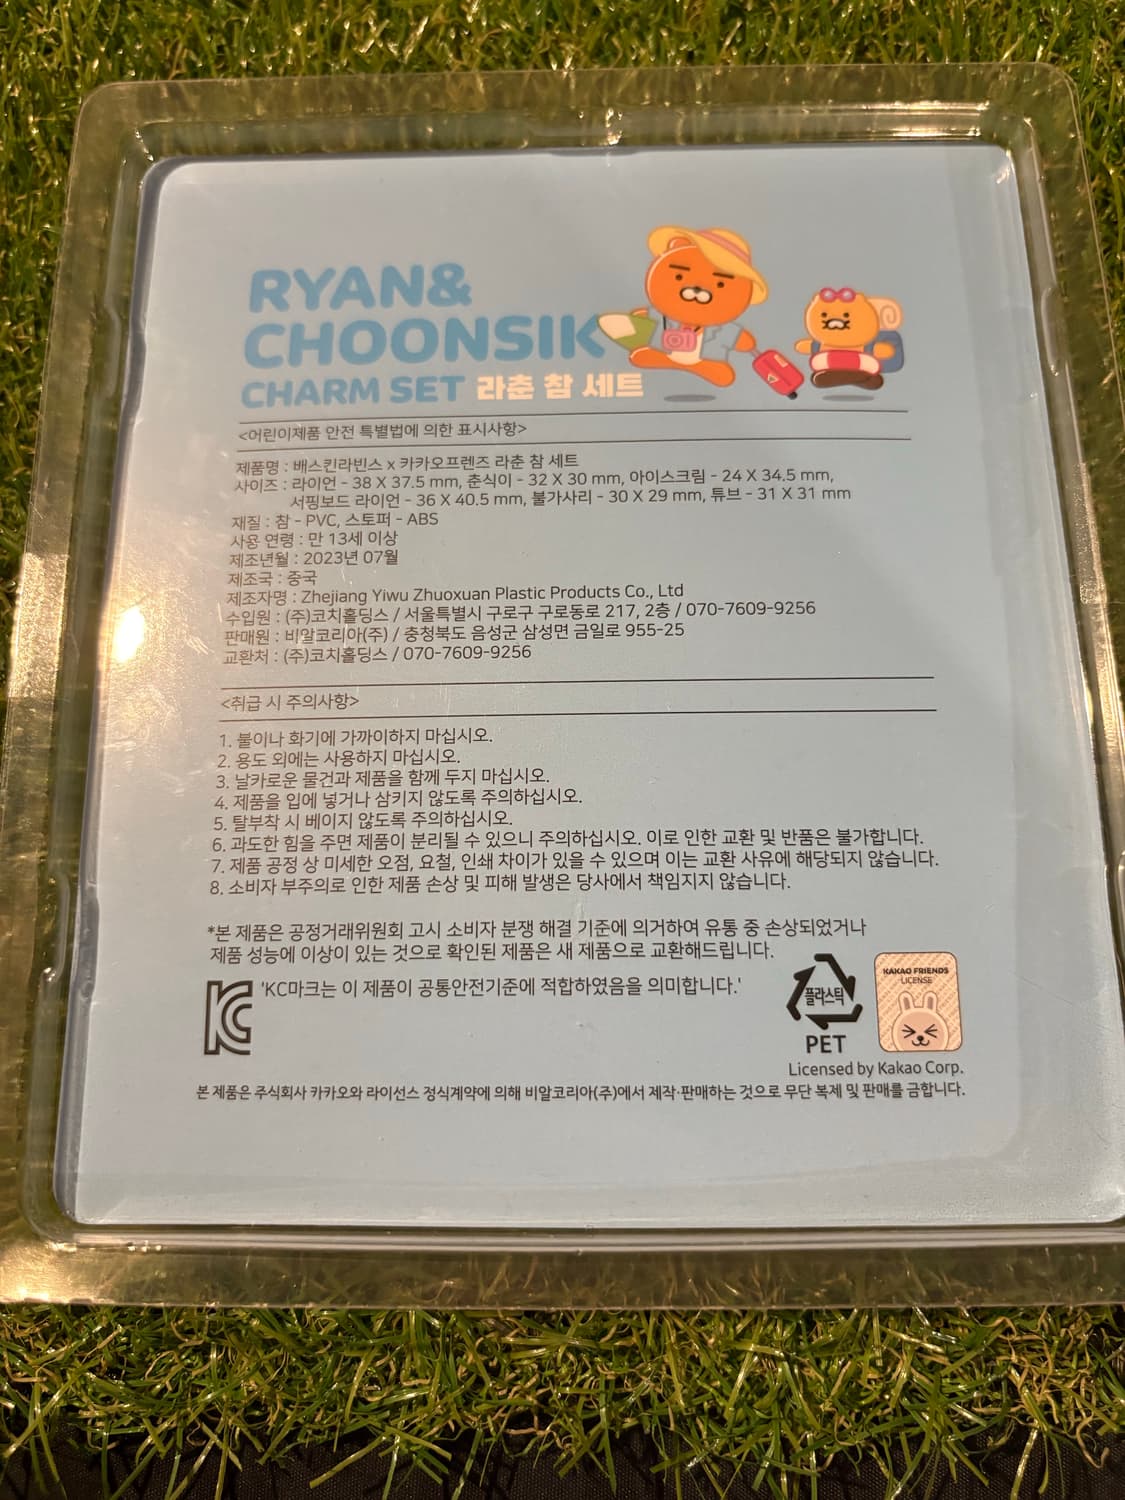 RYAN&
CHOONSIK
CHARM SET 라춘 참 세트
<어린이제품 안전 특별법에 의한 표시사항>
제품명 : 배스킨라빈스 x 카카오프렌즈 라춘 참 세트
사이즈 : 라이언 - 38 X 37.5 mm, 춘식이 - 32 X 30 mm, 아이스크림 - 24 X 34.5 mm,
서핑보드 라이언 - 36 X 40.5 mm, 불가사리 - 30 X 29 mm, 튜브 - 31 X 31 mm
재질 : 참 - PVC, 스토퍼 - ABS
사용 연령 : 만 13세 이상
제조년월 : 2023년 07월
제조국 : 중국
제조자명 : Zhejiang Yiwu Zhuoxuan Plastic Products Co., Ltd
수입원 : (주)코치홀딩스 / 서울특별시 구로구 구로동로 217, 2층 / 070-7609-9256
판매원 : 비알코리아(주) / 충청북도 음성군 삼성면 금일로 955-25
교환처 : (주)코치홀딩스 / 070-7609-9256
<취급 시 주의사항>
1. 불이나 화기에 가까이하지 마십시오.
2. 용도 외에는 사용하지 마십시오.
3. 날카로운 물건과 제품을 함께 두지 마십시오.
4. 제품을 입에 넣거나 삼키지 않도록 주의하십시오.
5. 탈부착 시 베이지 않도록 주의하십시오.
6. 과도한 힘을 주면 제품이 분리될 수 있으니 주의하십시오. 이로 인한 교환 및 반품은 불가합니다.
7. 제품 공정 상 미세한 오점, 요철, 인쇄 차이가 있을 수 있으며 이는 교환 사유에 해당되지 않습니다.
8. 소비자 부주의로 인한 제품 손상 및 피해 발생은 당사에서 책임지지 않습니다.
*본 제품은 공정거래위원회 고시 소비자 분쟁 해결 기준에 의거하여 유통 중 손상되었거나
제품 성능에 이상이 있는 것으로 확인된 제품은 새 제품으로 교환해드립니다.
KC 'KC마크는 이 제품이 공통안전기준에 적합하였음을 의미합니다.'
플라스틱
PET
KAKAO FRIENDS
LICENSE
Licensed by Kakao Corp.
본 제품은 주식회사 카카오와 라이선스 정식계약에 의해 비알코리아(주)에서 제작·판매하는 것으로 무단 복제 및 판매를 금합니다.